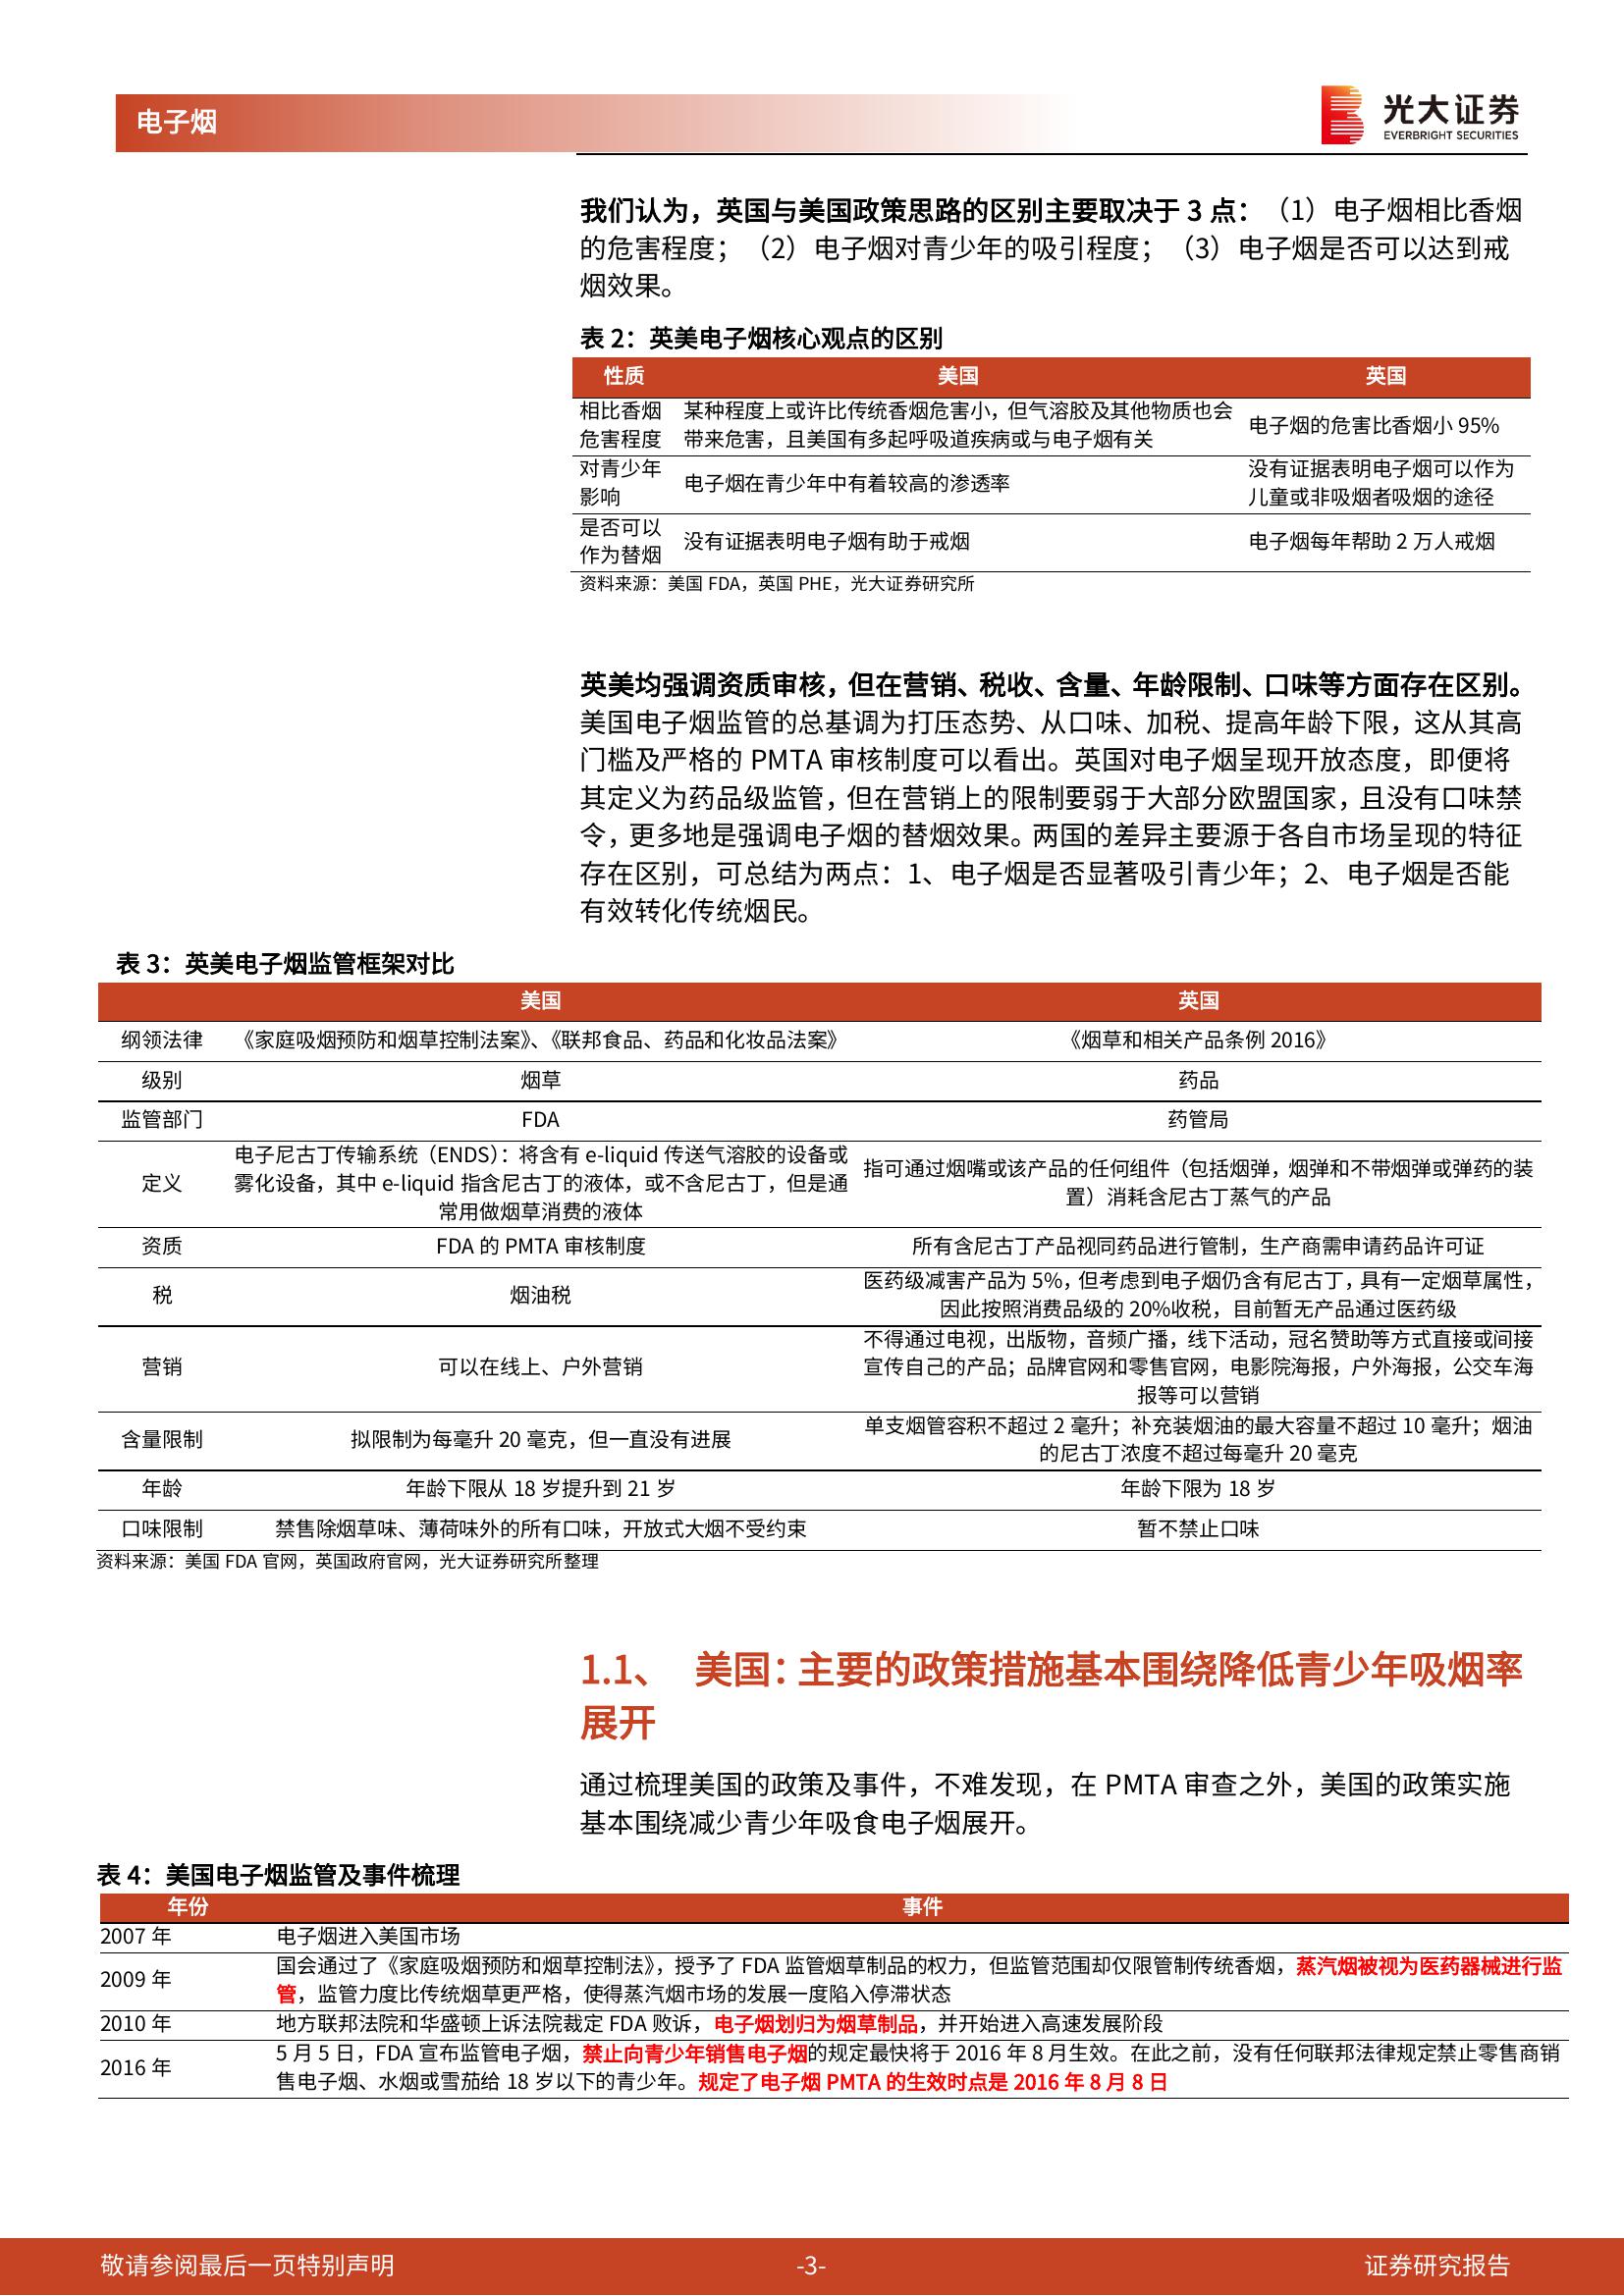 电子烟
光大证券
EVERBRIGHT SECURITIES
我们认为，英国与美国政策思路的区别主要取决于 3 点：（1）电子烟相比香烟
的危害程度；（2）电子烟对青少年的吸引程度；（3）电子烟是否可以达到戒
烟效果。
表 2：英美电子烟核心观点的区别
性质 美国 英国
相比香烟 某种程度上或许比传统香烟危害小，但气溶胶及其他物质也会 电子烟的危害比香烟小 95%
危害程度 带来危害，且美国有多起呼吸道疾病或与电子烟有关
对青少年 电子烟在青少年中有着较高的渗透率 没有证据表明电子烟可以作为
影响 儿童或非吸烟者吸烟的途径
是否可以 没有证据表明电子烟有助于戒烟 电子烟每年帮助 2 万人戒烟
作为替烟
资料来源：美国 FDA，英国 PHE，光大证券研究所
英美均强调资质审核，但在营销、税收、含量、年龄限制、口味等方面存在区别。
美国电子烟监管的总基调为打压态势、从口味、加税、提高年龄下限，这从其高
门槛及严格的 PMTA 审核制度可以看出。英国对电子烟呈现开放态度，即便将
其定义为药品级监管，但在营销上的限制要弱于大部分欧盟国家，且没有口味禁
令，更多地是强调电子烟的替烟效果。两国的差异主要源于各自市场呈现的特征
存在区别，可总结为两点：1、电子烟是否显著吸引青少年；2、电子烟是否能
有效转化传统烟民。
表 3：英美电子烟监管框架对比
美国 英国
纲领法律 《家庭吸烟预防和烟草控制法案》、《联邦食品、药品和化妆品法案》 《烟草和相关产品条例 2016》
级别 烟草 药品
监管部门 FDA 药管局
定义 电子尼古丁传输系统（ENDS）：将含有 e-liquid 传送气溶胶的设备或 指可通过烟嘴或该产品的任何组件（包括烟弹，烟弹和不带烟弹或弹药的装
雾化设备，其中 e-liquid 指含尼古丁的液体，或不含尼古丁，但是通 置）消耗含尼古丁蒸气的产品
常用做烟草消费的液体
资质 FDA 的 PMTA 审核制度 所有含尼古丁产品视同药品进行管制，生产商需申请药品许可证
税 烟油税 医药级减害产品为 5%，但考虑到电子烟仍含有尼古丁，具有一定烟草属性，
因此按照消费品级的 20%收税，目前暂无产品通过医药级
营销 可以在线上、户外营销 不得通过电视，出版物，音频广播，线下活动，冠名赞助等方式直接或间接
宣传自己的产品；品牌官网和零售官网，电影院海报，户外海报，公交车海
报等可以营销
含量限制 拟限制为每毫升 20 毫克，但一直没有进展 单支烟管容积不超过 2 毫升；补充装烟油的最大容量不超过 10 毫升；烟油
的尼古丁浓度不超过每毫升 20 毫克
年龄 年龄下限从 18 岁提升到 21 岁 年龄下限为 18 岁
口味限制 禁售除烟草味、薄荷味外的所有口味，开放式大烟不受约束 暂不禁止口味
资料来源：美国 FDA 官网，英国政府官网，光大证券研究所整理
1.1、 美国：主要的政策措施基本围绕降低青少年吸烟率
展开
通过梳理美国的政策及事件，不难发现，在 PMTA 审查之外，美国的政策实施
基本围绕减少青少年吸食电子烟展开。
表 4：美国电子烟监管及事件梳理
年份 事件
2007 年 电子烟进入美国市场
2009 年 国会通过了《家庭吸烟预防和烟草控制法》，授予了 FDA 监管烟草制品的权力，但监管范围却仅限管制传统香烟，蒸汽烟被视为医药器械进行监
管，监管力度比传统烟草更严格，使得蒸汽烟市场的发展一度陷入停滞状态
2010 年 地方联邦法院和华盛顿上诉法院裁定 FDA 败诉，电子烟划归为烟草制品，并开始进入高速发展阶段
2016 年 5 月 5 日，FDA 宣布监管电子烟，禁止向青少年销售电子烟的规定最快将于 2016 年 8 月生效。在此之前，没有任何联邦法律规定禁止零售商销
售电子烟、水烟或雪茄给 18 岁以下的青少年。规定了电子烟 PMTA 的生效时点是 2016 年 8 月 8 日
敬请参阅最后一页特别声明 -3- 证券研究报告